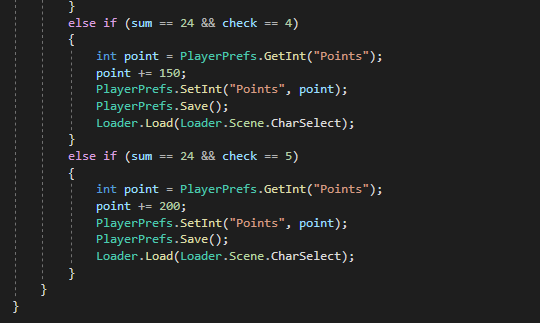 }
else if (sum == 24 && check == 4)
{
int point = PlayerPrefs.GetInt("Points");
point += 150;
PlayerPrefs.SetInt("Points", point);
PlayerPrefs.Save();
Loader.Load(Loader.Scene.CharSelect);
}
else if (sum == 24 && check == 5)
{
int point = PlayerPrefs.GetInt("Points");
point += 200;
PlayerPrefs.SetInt("Points", point);
PlayerPrefs.Save();
Loader.Load(Loader.Scene.CharSelect);
}
}
}